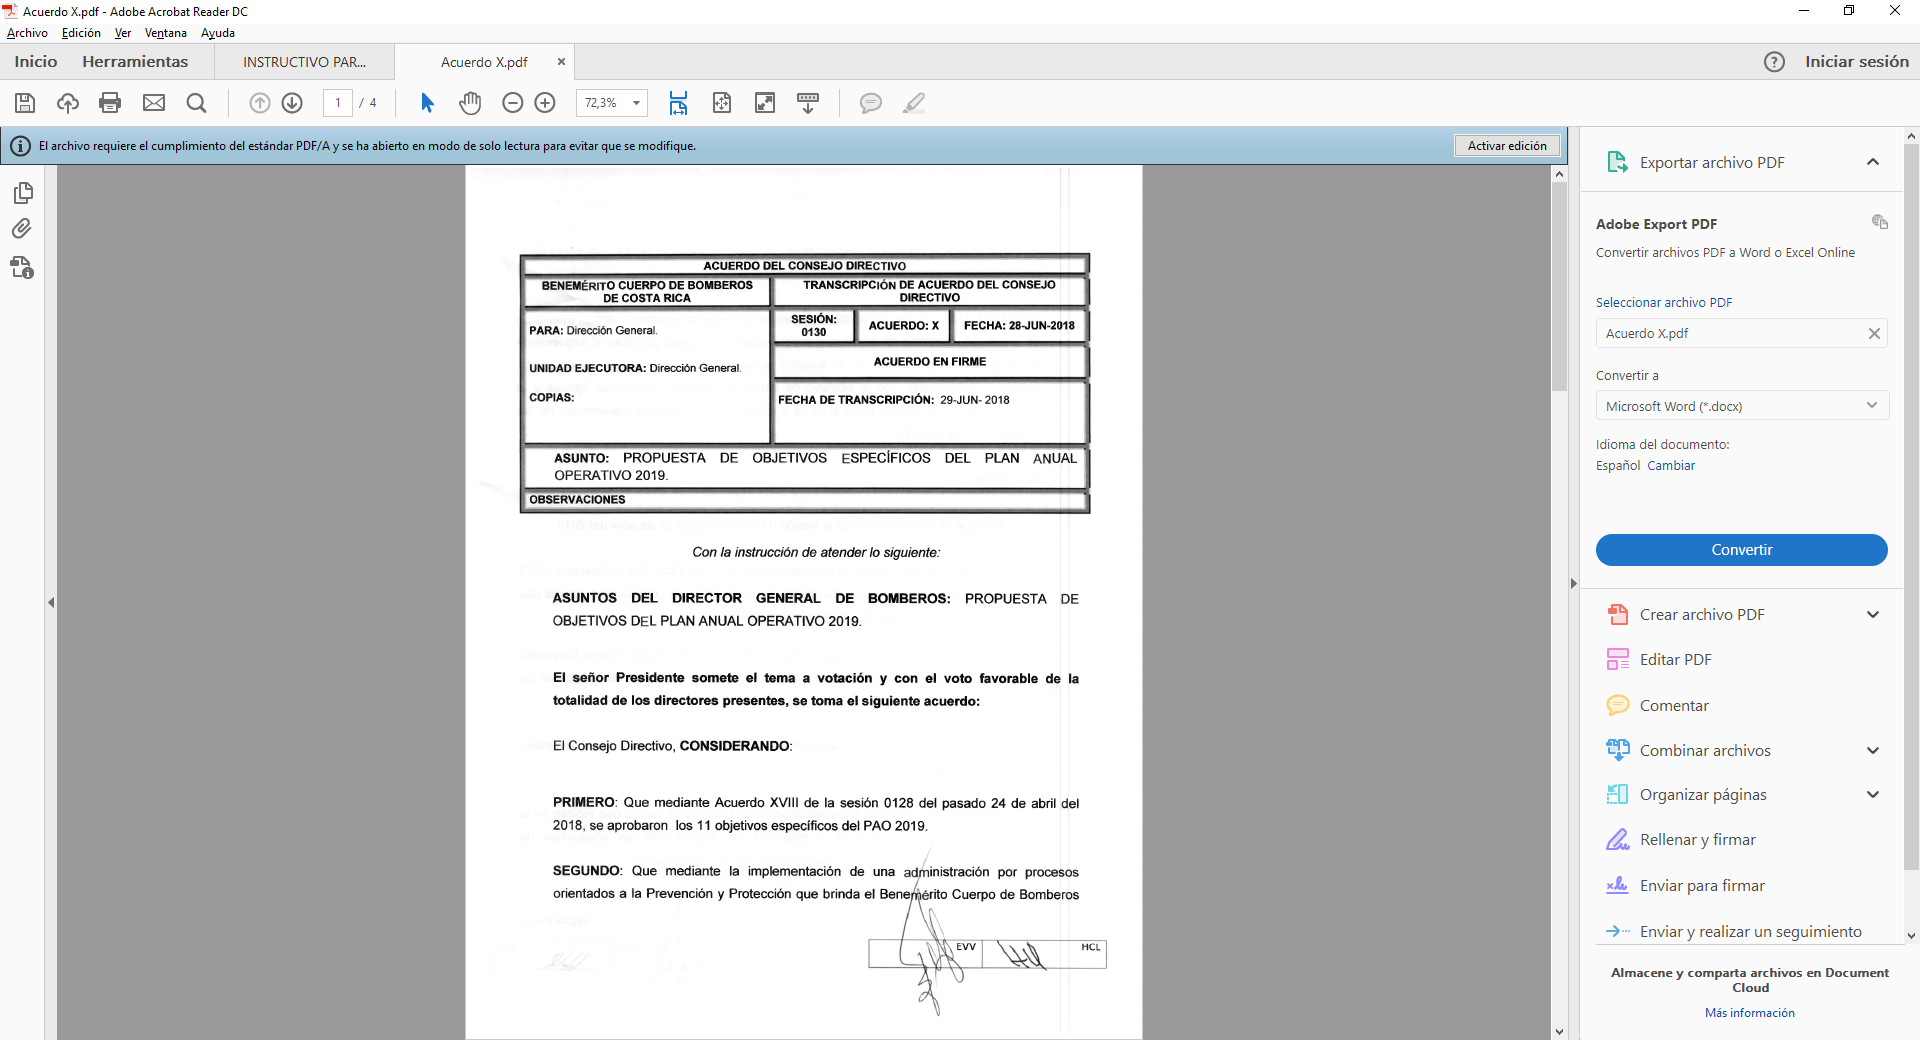 Acuerdo X.pdf - Adobe Acrobat Reader DC
Archivo Edición Ver Ventana Ayuda
Inicio Herramientas INSTRUCTIVO PAR... Acuerdo X.pdf × ? Iniciar sesión
1 / 4 72,3%
El archivo requiere el cumplimiento del estándar PDF/A y se ha abierto en modo de solo lectura para evitar que se modifique. Activar edición
ACUERDO DEL CONSEJO DIRECTIVO
BENEMÉRITO CUERPO DE BOMBEROS
DE COSTA RICA
TRANSCRIPCIÓN DE ACUERDO DEL CONSEJO
DIRECTIVO
PARA: Dirección General.
UNIDAD EJECUTORA: Dirección General.
COPIAS:
SESIÓN:
0130
ACUERDO: X
FECHA: 28-JUN-2018
ACUERDO EN FIRME
FECHA DE TRANSCRIPCIÓN: 29-JUN- 2018
ASUNTO: PROPUESTA DE OBJETIVOS ESPECÍFICOS DEL PLAN ANUAL
OPERATIVO 2019.
OBSERVACIONES
Con la instrucción de atender lo siguiente:
ASUNTOS DEL DIRECTOR GENERAL DE BOMBEROS: PROPUESTA DE
OBJETIVOS DEL PLAN ANUAL OPERATIVO 2019.
El señor Presidente somete el tema a votación y con el voto favorable de la
totalidad de los directores presentes, se toma el siguiente acuerdo:
El Consejo Directivo, CONSIDERANDO:
PRIMERO: Que mediante Acuerdo XVIII de la sesión 0128 del pasado 24 de abril del
2018, se aprobaron los 11 objetivos específicos del PAO 2019.
SEGUNDO: Que mediante la implementación de una administración por procesos
orientados a la Prevención y Protección que brinda el Benemérito Cuerpo de Bomberos
EVV HCL
Exportar archivo PDF
Adobe Export PDF
Convertir archivos PDF a Word o Excel Online
Seleccionar archivo PDF
Acuerdo X.pdf
Convertir a
Microsoft Word (*.docx)
Idioma del documento:
Español Cambiar
Convertir
Crear archivo PDF
Editar PDF
Comentar
Combinar archivos
Organizar páginas
Rellenar y firmar
Enviar para firmar
Enviar y realizar un seguimiento
Almacene y comparta archivos en Document
Cloud
Más información